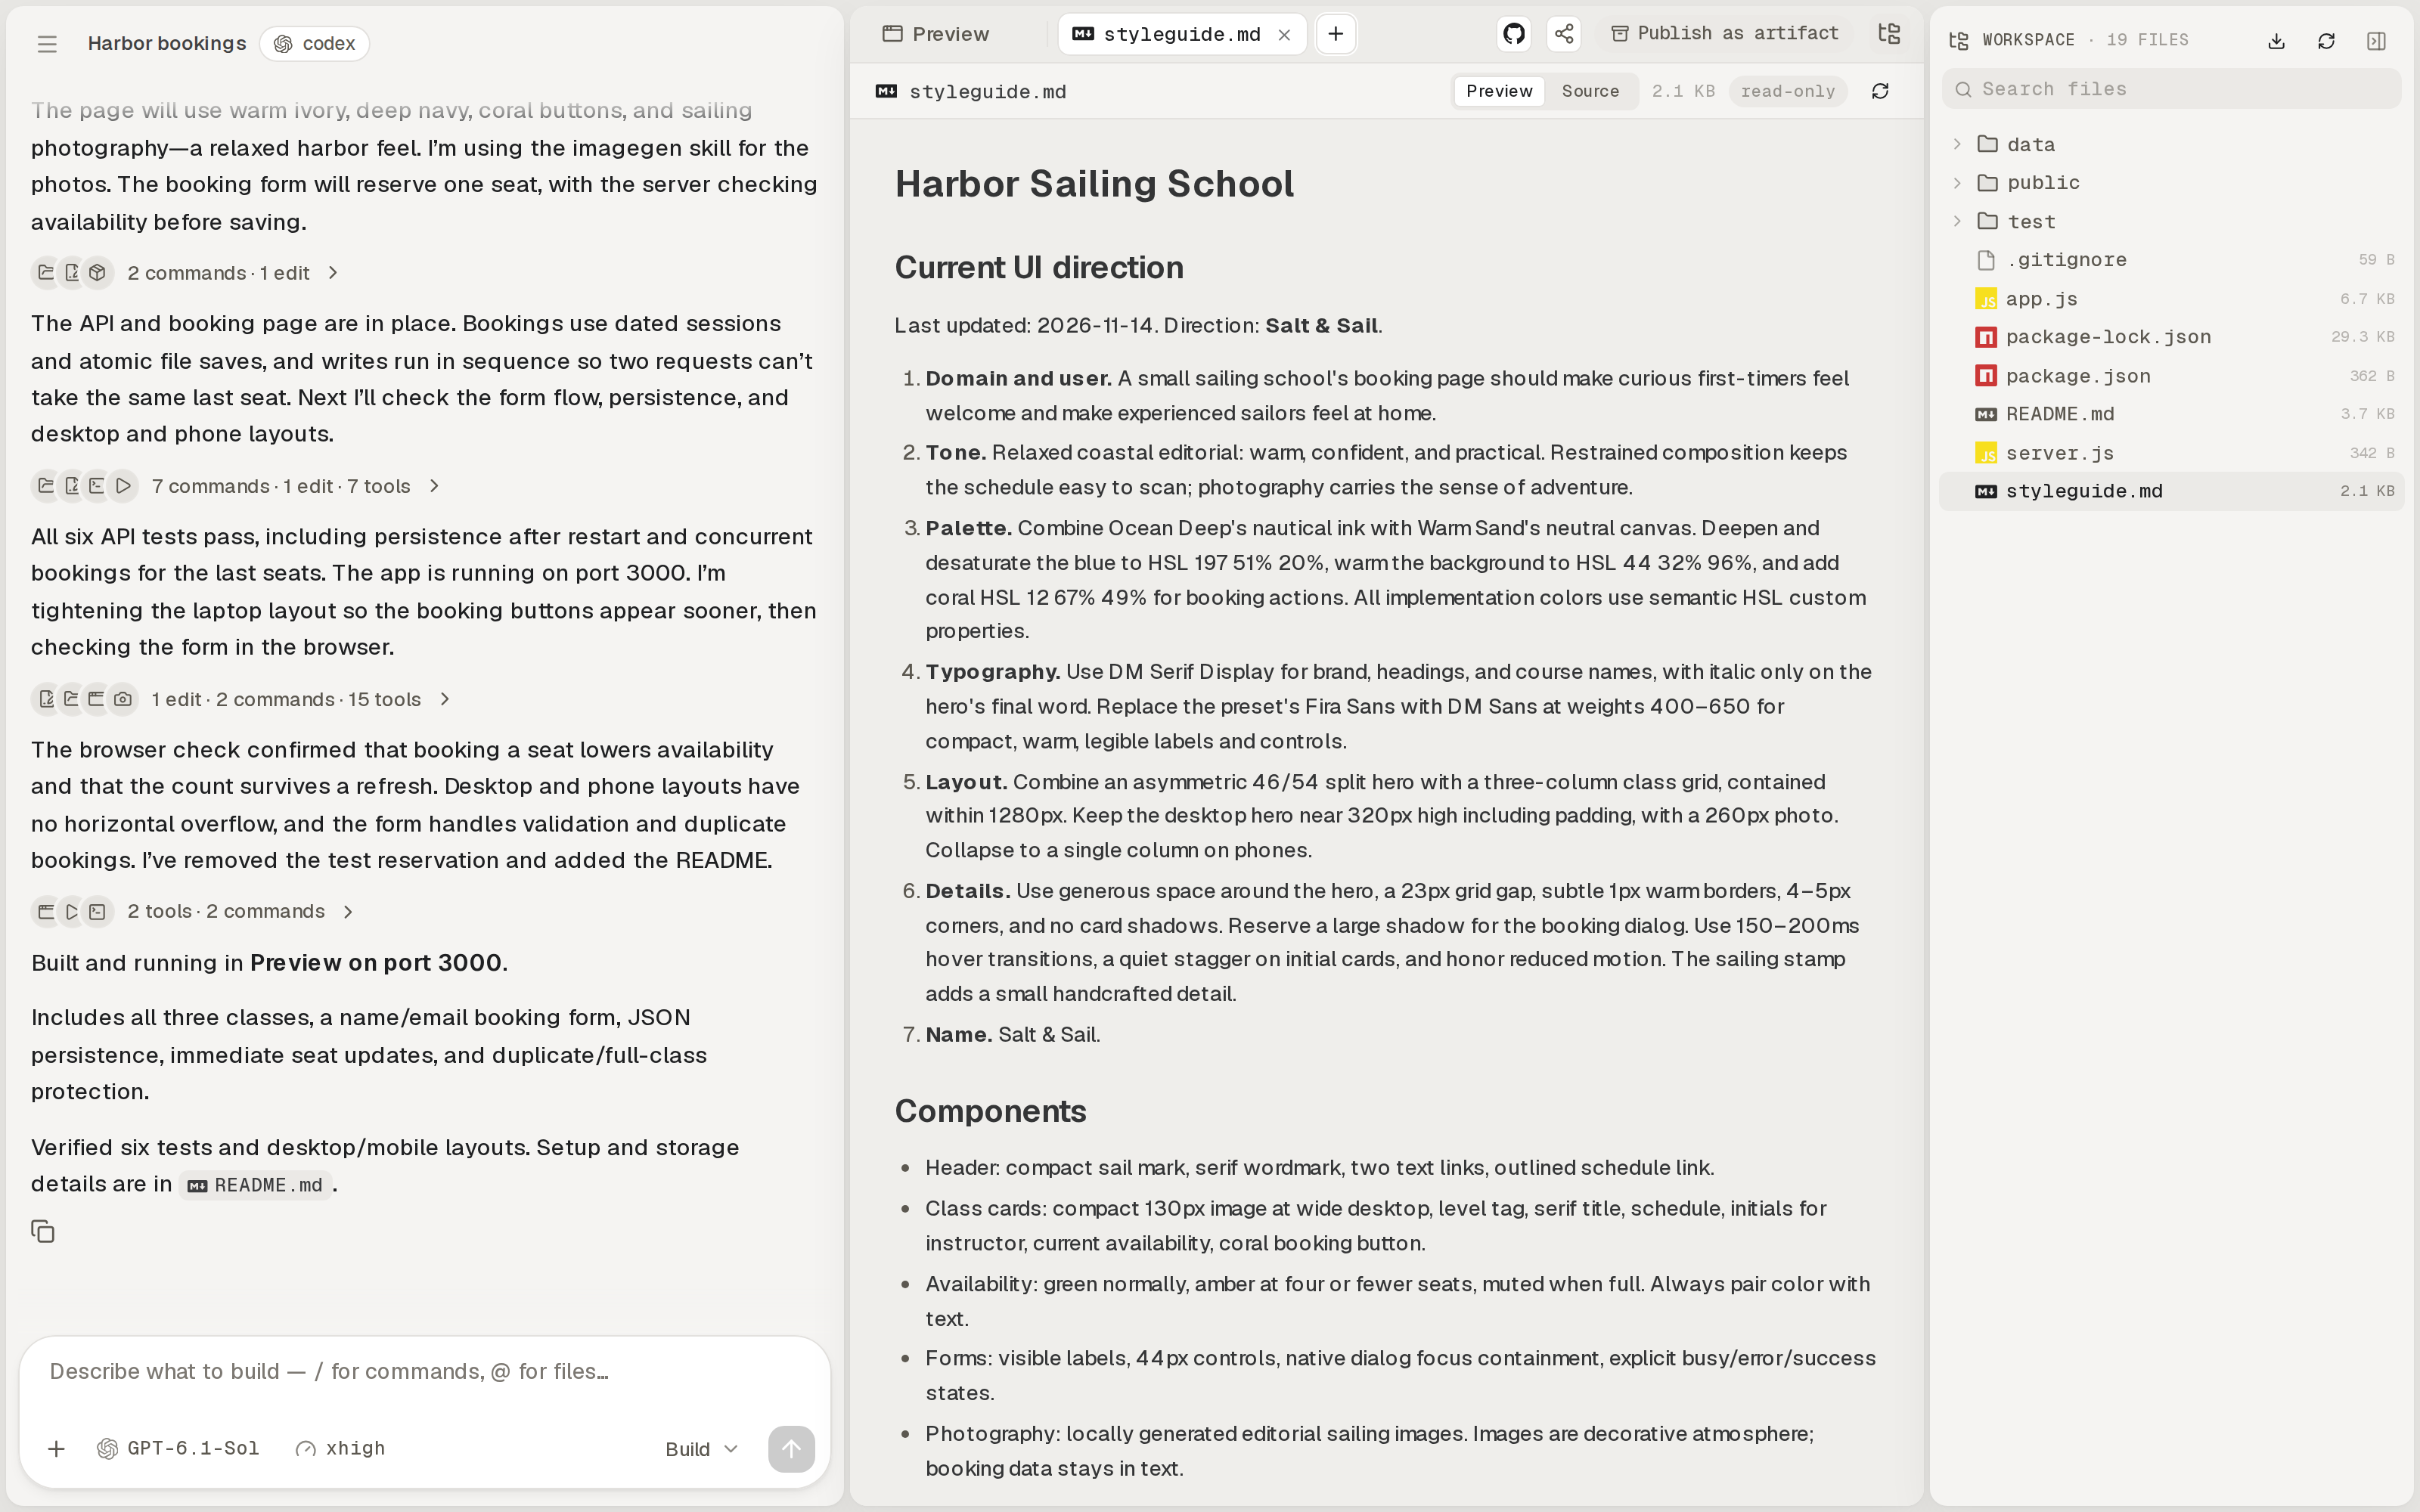 Harbor bookings
codex
The page will use warm ivory, deep navy, coral buttons, and sailing
photography—a relaxed harbor feel. I’m using the imagegen skill for the
photos. The booking form will reserve one seat, with the server checking
availability before saving.
2 commands · 1 edit
The API and booking page are in place. Bookings use dated sessions
and atomic file saves, and writes run in sequence so two requests can’t
take the same last seat. Next I’ll check the form flow, persistence, and
desktop and phone layouts.
7 commands · 1 edit · 7 tools
All six API tests pass, including persistence after restart and concurrent
bookings for the last seats. The app is running on port 3000. I’m
tightening the laptop layout so the booking buttons appear sooner, then
checking the form in the browser.
1 edit · 2 commands · 15 tools
The browser check confirmed that booking a seat lowers availability
and that the count survives a refresh. Desktop and phone layouts have
no horizontal overflow, and the form handles validation and duplicate
bookings. I’ve removed the test reservation and added the README.
2 tools · 2 commands
Built and running in Preview on port 3000.
Includes all three classes, a name/email booking form, JSON
persistence, immediate seat updates, and duplicate/full-class
protection.
Verified six tests and desktop/mobile layouts. Setup and storage
details are in README.md.
Describe what to build — / for commands, @ for files…
GPT-6.1-Sol
xhigh
Build
Preview
styleguide.md
Publish as artifact
styleguide.md
Preview
Source
2.1 KB
read-only
Harbor Sailing School
Current UI direction
Last updated: 2026-11-14. Direction: Salt & Sail.
1. Domain and user. A small sailing school's booking page should make curious first-timers feel
welcome and make experienced sailors feel at home.
2. Tone. Relaxed coastal editorial: warm, confident, and practical. Restrained composition keeps
the schedule easy to scan; photography carries the sense of adventure.
3. Palette. Combine Ocean Deep's nautical ink with Warm Sand's neutral canvas. Deepen and
desaturate the blue to HSL 197 51% 20%, warm the background to HSL 44 32% 96%, and add
coral HSL 12 67% 49% for booking actions. All implementation colors use semantic HSL custom
properties.
4. Typography. Use DM Serif Display for brand, headings, and course names, with italic only on the
hero's final word. Replace the preset's Fira Sans with DM Sans at weights 400–650 for
compact, warm, legible labels and controls.
5. Layout. Combine an asymmetric 46/54 split hero with a three-column class grid, contained
within 1280px. Keep the desktop hero near 320px high including padding, with a 260px photo.
Collapse to a single column on phones.
6. Details. Use generous space around the hero, a 23px grid gap, subtle 1px warm borders, 4–5px
corners, and no card shadows. Reserve a large shadow for the booking dialog. Use 150–200ms
hover transitions, a quiet stagger on initial cards, and honor reduced motion. The sailing stamp
adds a small handcrafted detail.
7. Name. Salt & Sail.
Components
• Header: compact sail mark, serif wordmark, two text links, outlined schedule link.
• Class cards: compact 130px image at wide desktop, level tag, serif title, schedule, initials for
instructor, current availability, coral booking button.
• Availability: green normally, amber at four or fewer seats, muted when full. Always pair color with
text.
• Forms: visible labels, 44px controls, native dialog focus containment, explicit busy/error/success
states.
• Photography: locally generated editorial sailing images. Images are decorative atmosphere;
booking data stays in text.
WORKSPACE · 19 FILES
Search files
data
public
test
.gitignore 59 B
JS app.js 6.7 KB
package-lock.json 29.3 KB
package.json 362 B
README.md 3.7 KB
JS server.js 342 B
styleguide.md 2.1 KB